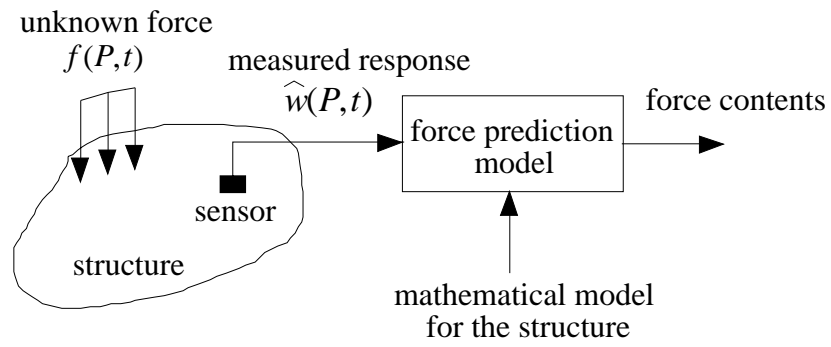 unknown force
f(P,t)
measured response
ŵ(P,t)
force contents
force prediction
model
sensor
structure
mathematical model
for the structure